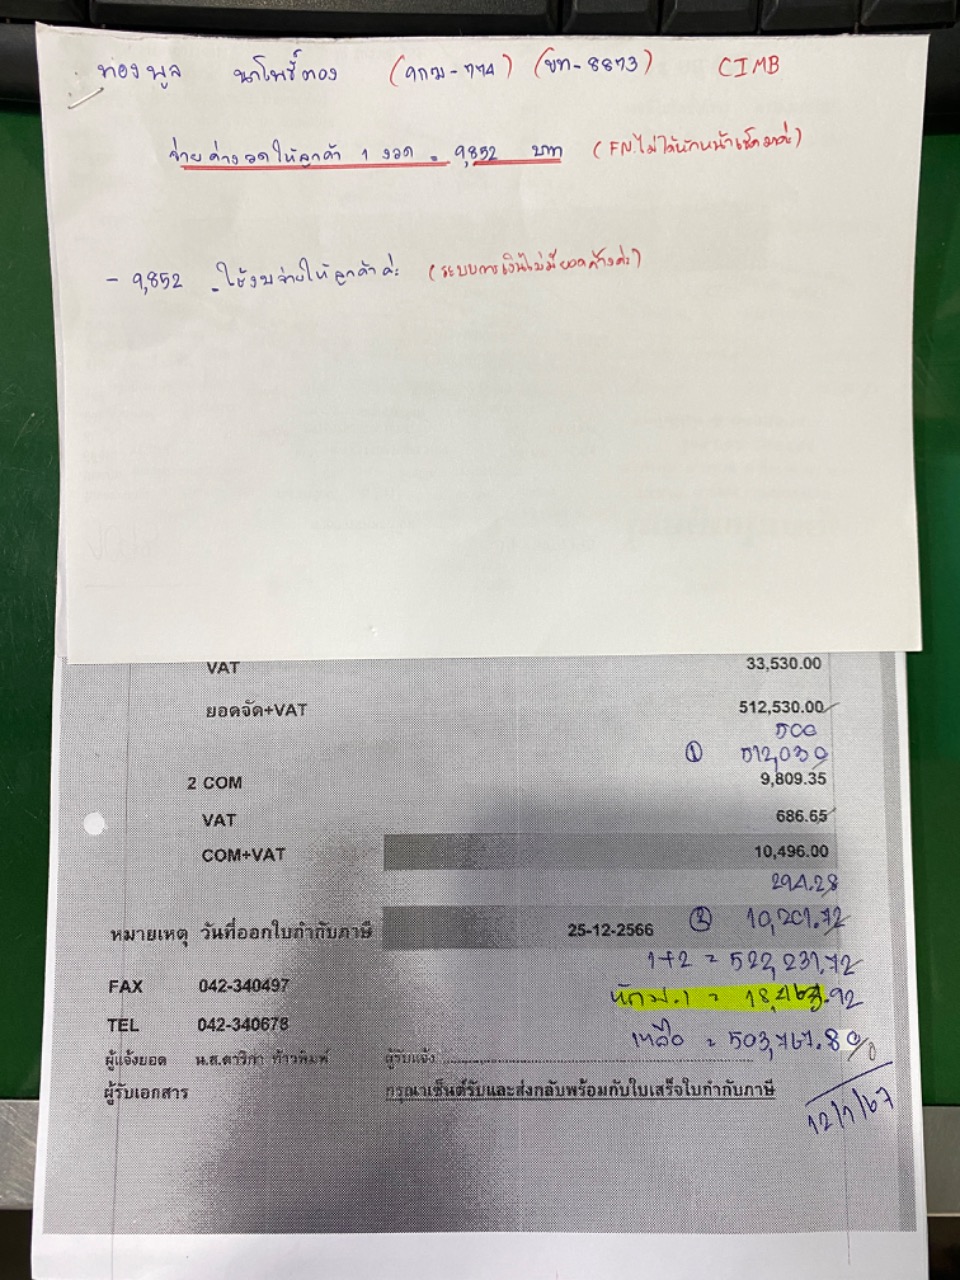 ทองพูล นาโพธิ์ตอง (จกม-774) (ขท-8873) CIMB
จ่ายค่างวดให้ลูกค้า 1 งวด = 9,852 บาท (FN.ไม่ได้หักหน้าเช็คมาค่ะ)
- 9,852 - ใช้งบจ่ายให้ลูกค้าค่ะ (ระบบการเงินไม่มียอดค้างค่ะ)
VAT 33,530.00
ยอดจัด+VAT 512,530.00
500
① 512,030
2 COM 9,809.35
VAT 686.65
COM+VAT 10,496.00
294.28
หมายเหตุ วันที่ออกใบกำกับภาษี 25-12-2566 ② 10,201.72
1+2 = 522,231.72
FAX 042-340497
หักป.1 = 18,463.92
TEL 042-340678
เหลือ = 503,767.80
ผู้แจ้งยอด น.ส.ดาริกา ท้าวพิมพ์ ผู้รับแจ้ง
ผู้รับเอกสาร กรุณาเซ็นต์รับและส่งกลับพร้อมกับใบเสร็จใบกำกับภาษี
12/1/67